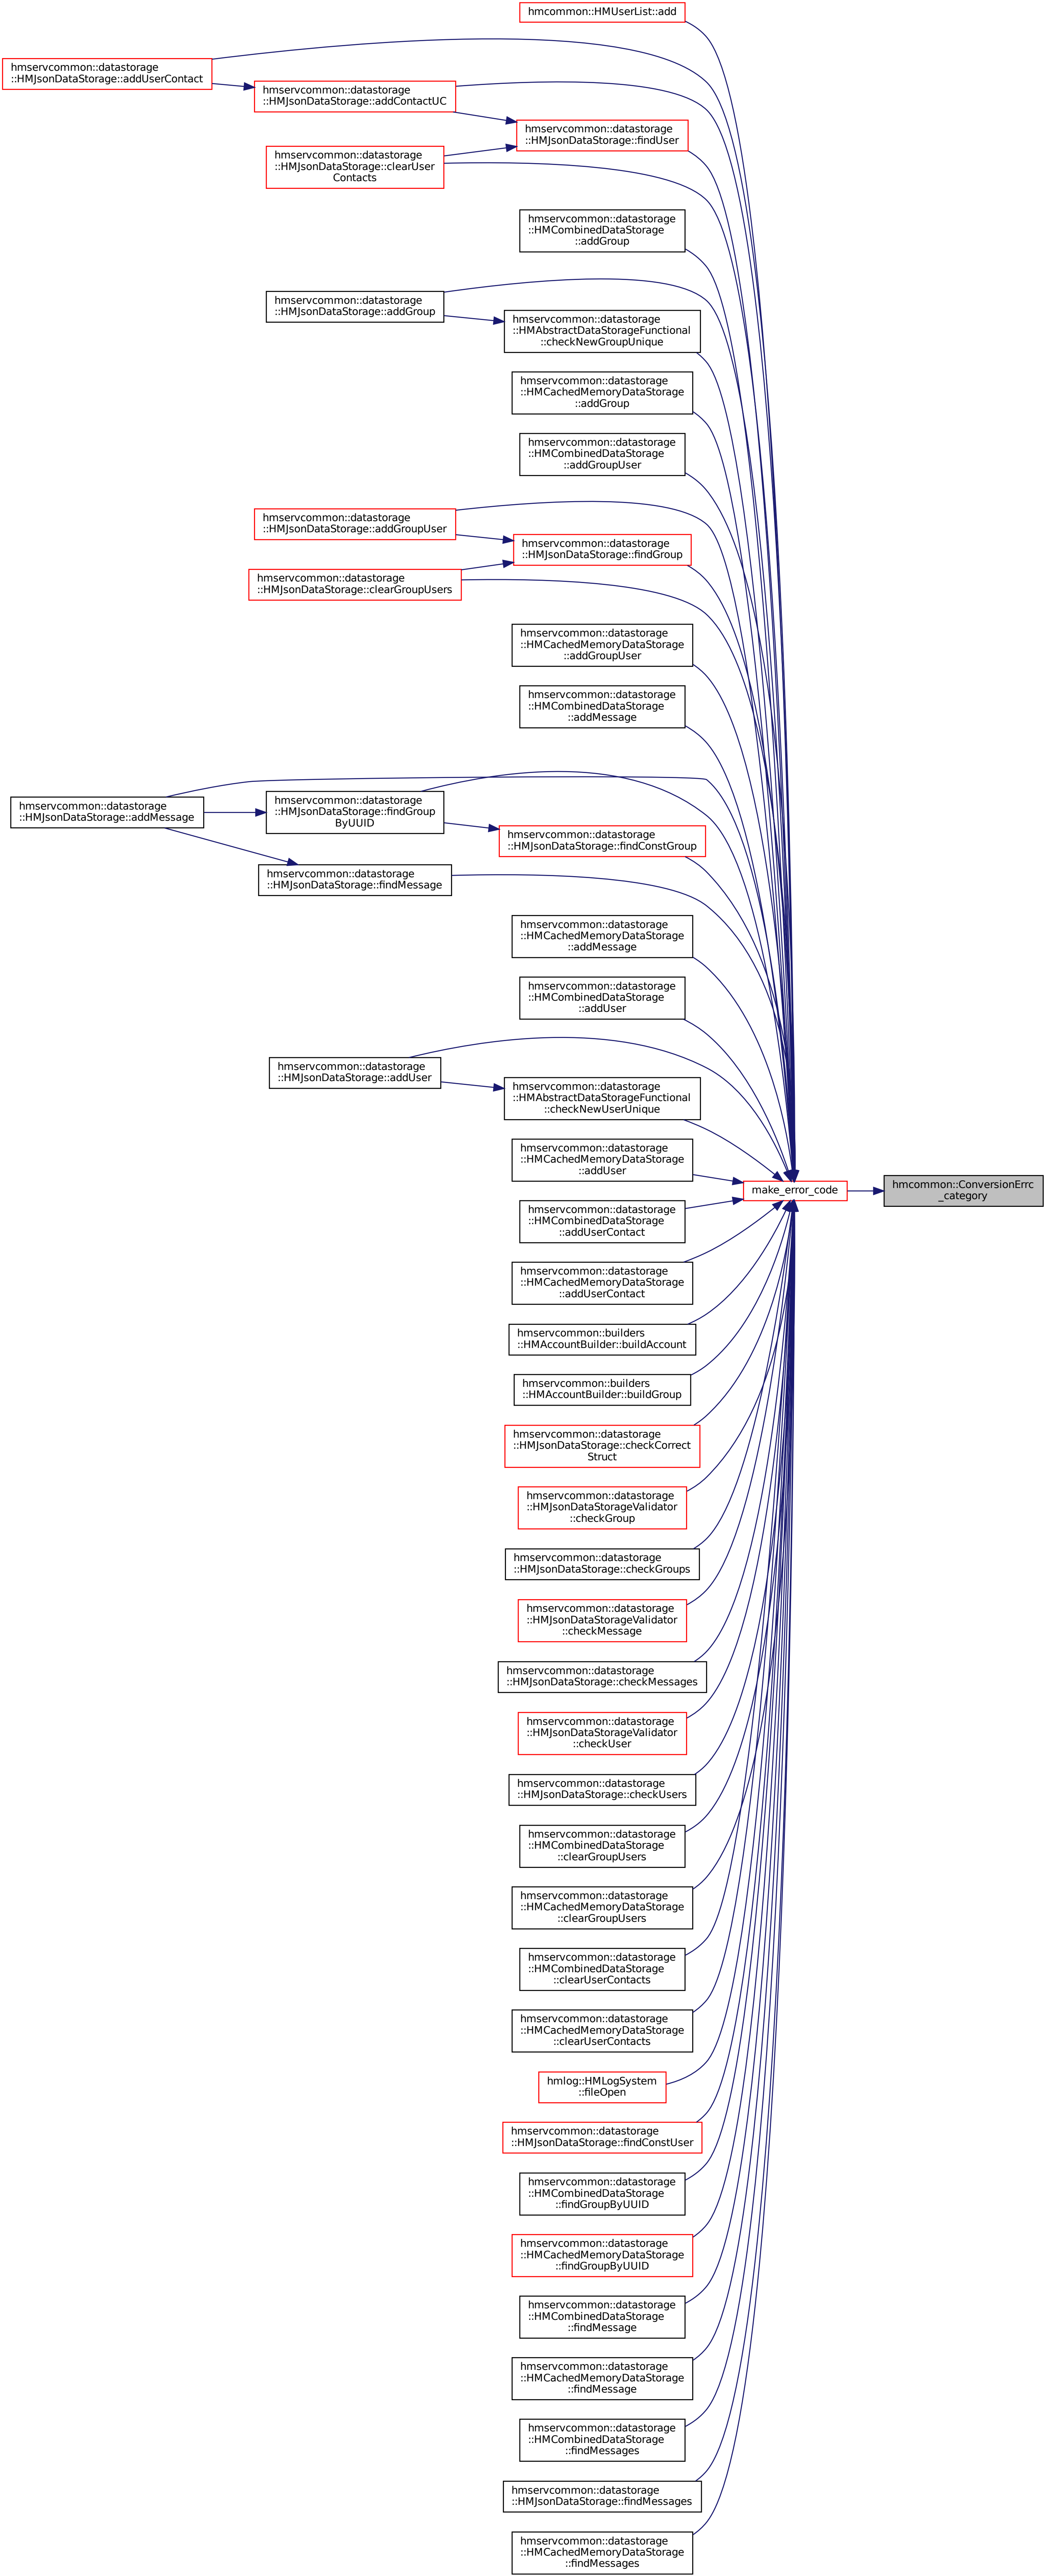 hmcommon::HMUserList::add
hmservcommon::datastorage
::HMJsonDataStorage::addUserContact
hmservcommon::datastorage
::HMJsonDataStorage::addContactUC
hmservcommon::datastorage
::HMJsonDataStorage::findUser
hmservcommon::datastorage
::HMJsonDataStorage::clearUser
Contacts
hmservcommon::datastorage
::HMCombinedDataStorage
::addGroup
hmservcommon::datastorage
::HMJsonDataStorage::addGroup
hmservcommon::datastorage
::HMAbstractDataStorageFunctional
::checkNewGroupUnique
hmservcommon::datastorage
::HMCachedMemoryDataStorage
::addGroup
hmservcommon::datastorage
::HMCombinedDataStorage
::addGroupUser
hmservcommon::datastorage
::HMJsonDataStorage::addGroupUser
hmservcommon::datastorage
::HMJsonDataStorage::findGroup
hmservcommon::datastorage
::HMJsonDataStorage::clearGroupUsers
hmservcommon::datastorage
::HMCachedMemoryDataStorage
::addGroupUser
hmservcommon::datastorage
::HMCombinedDataStorage
::addMessage
hmservcommon::datastorage
::HMJsonDataStorage::addMessage
hmservcommon::datastorage
::HMJsonDataStorage::findGroup
ByUUID
hmservcommon::datastorage
::HMJsonDataStorage::findConstGroup
hmservcommon::datastorage
::HMJsonDataStorage::findMessage
hmservcommon::datastorage
::HMCachedMemoryDataStorage
::addMessage
hmservcommon::datastorage
::HMCombinedDataStorage
::addUser
hmservcommon::datastorage
::HMJsonDataStorage::addUser
hmservcommon::datastorage
::HMAbstractDataStorageFunctional
::checkNewUserUnique
hmservcommon::datastorage
::HMCachedMemoryDataStorage
::addUser
make_error_code
hmcommon::ConversionErrc
_category
hmservcommon::datastorage
::HMCombinedDataStorage
::addUserContact
hmservcommon::datastorage
::HMCachedMemoryDataStorage
::addUserContact
hmservcommon::builders
::HMAccountBuilder::buildAccount
hmservcommon::builders
::HMAccountBuilder::buildGroup
hmservcommon::datastorage
::HMJsonDataStorage::checkCorrect
Struct
hmservcommon::datastorage
::HMJsonDataStorageValidator
::checkGroup
hmservcommon::datastorage
::HMJsonDataStorage::checkGroups
hmservcommon::datastorage
::HMJsonDataStorageValidator
::checkMessage
hmservcommon::datastorage
::HMJsonDataStorage::checkMessages
hmservcommon::datastorage
::HMJsonDataStorageValidator
::checkUser
hmservcommon::datastorage
::HMJsonDataStorage::checkUsers
hmservcommon::datastorage
::HMCombinedDataStorage
::clearGroupUsers
hmservcommon::datastorage
::HMCachedMemoryDataStorage
::clearGroupUsers
hmservcommon::datastorage
::HMCombinedDataStorage
::clearUserContacts
hmservcommon::datastorage
::HMCachedMemoryDataStorage
::clearUserContacts
hmlog::HMLogSystem
::fileOpen
hmservcommon::datastorage
::HMJsonDataStorage::findConstUser
hmservcommon::datastorage
::HMCombinedDataStorage
::findGroupByUUID
hmservcommon::datastorage
::HMCachedMemoryDataStorage
::findGroupByUUID
hmservcommon::datastorage
::HMCombinedDataStorage
::findMessage
hmservcommon::datastorage
::HMCachedMemoryDataStorage
::findMessage
hmservcommon::datastorage
::HMCombinedDataStorage
::findMessages
hmservcommon::datastorage
::HMJsonDataStorage::findMessages
hmservcommon::datastorage
::HMCachedMemoryDataStorage
::findMessages